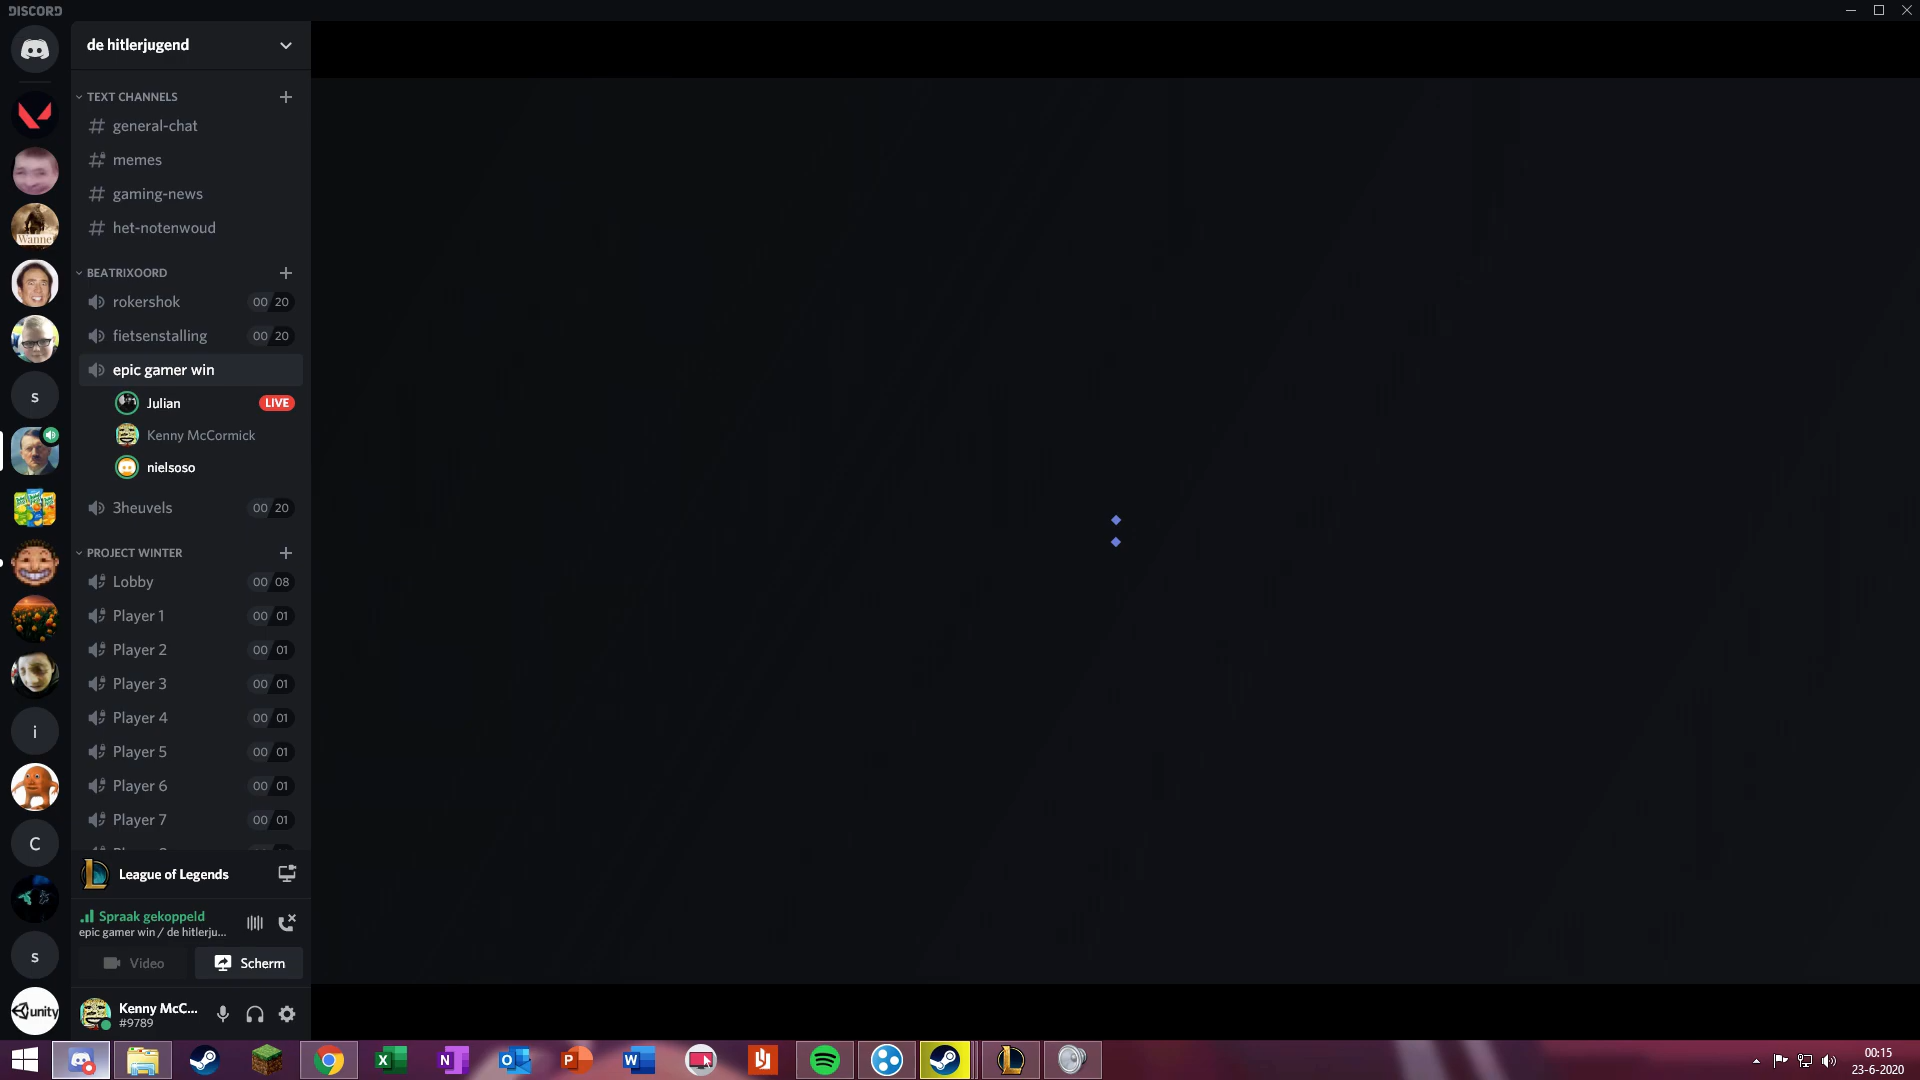 DISCORD
de hitlerjugend
TEXT CHANNELS
general-chat
memes
gaming-news
het-notenwoud
BEATRIXOORD
rokershok 00 20
fietsenstalling 00 20
epic gamer win
Julian LIVE
Kenny McCormick
nielsoso
3heuvels 00 20
PROJECT WINTER
Lobby 00 08
Player 1 00 01
Player 2 00 01
Player 3 00 01
Player 4 00 01
Player 5 00 01
Player 6 00 01
Player 7 00 01
League of Legends
Spraak gekoppeld
epic gamer win / de hitlerju...
Video Scherm
Kenny McC...
#9789
Wanne
s
i
C
s
unity
00:15
23-6-2020